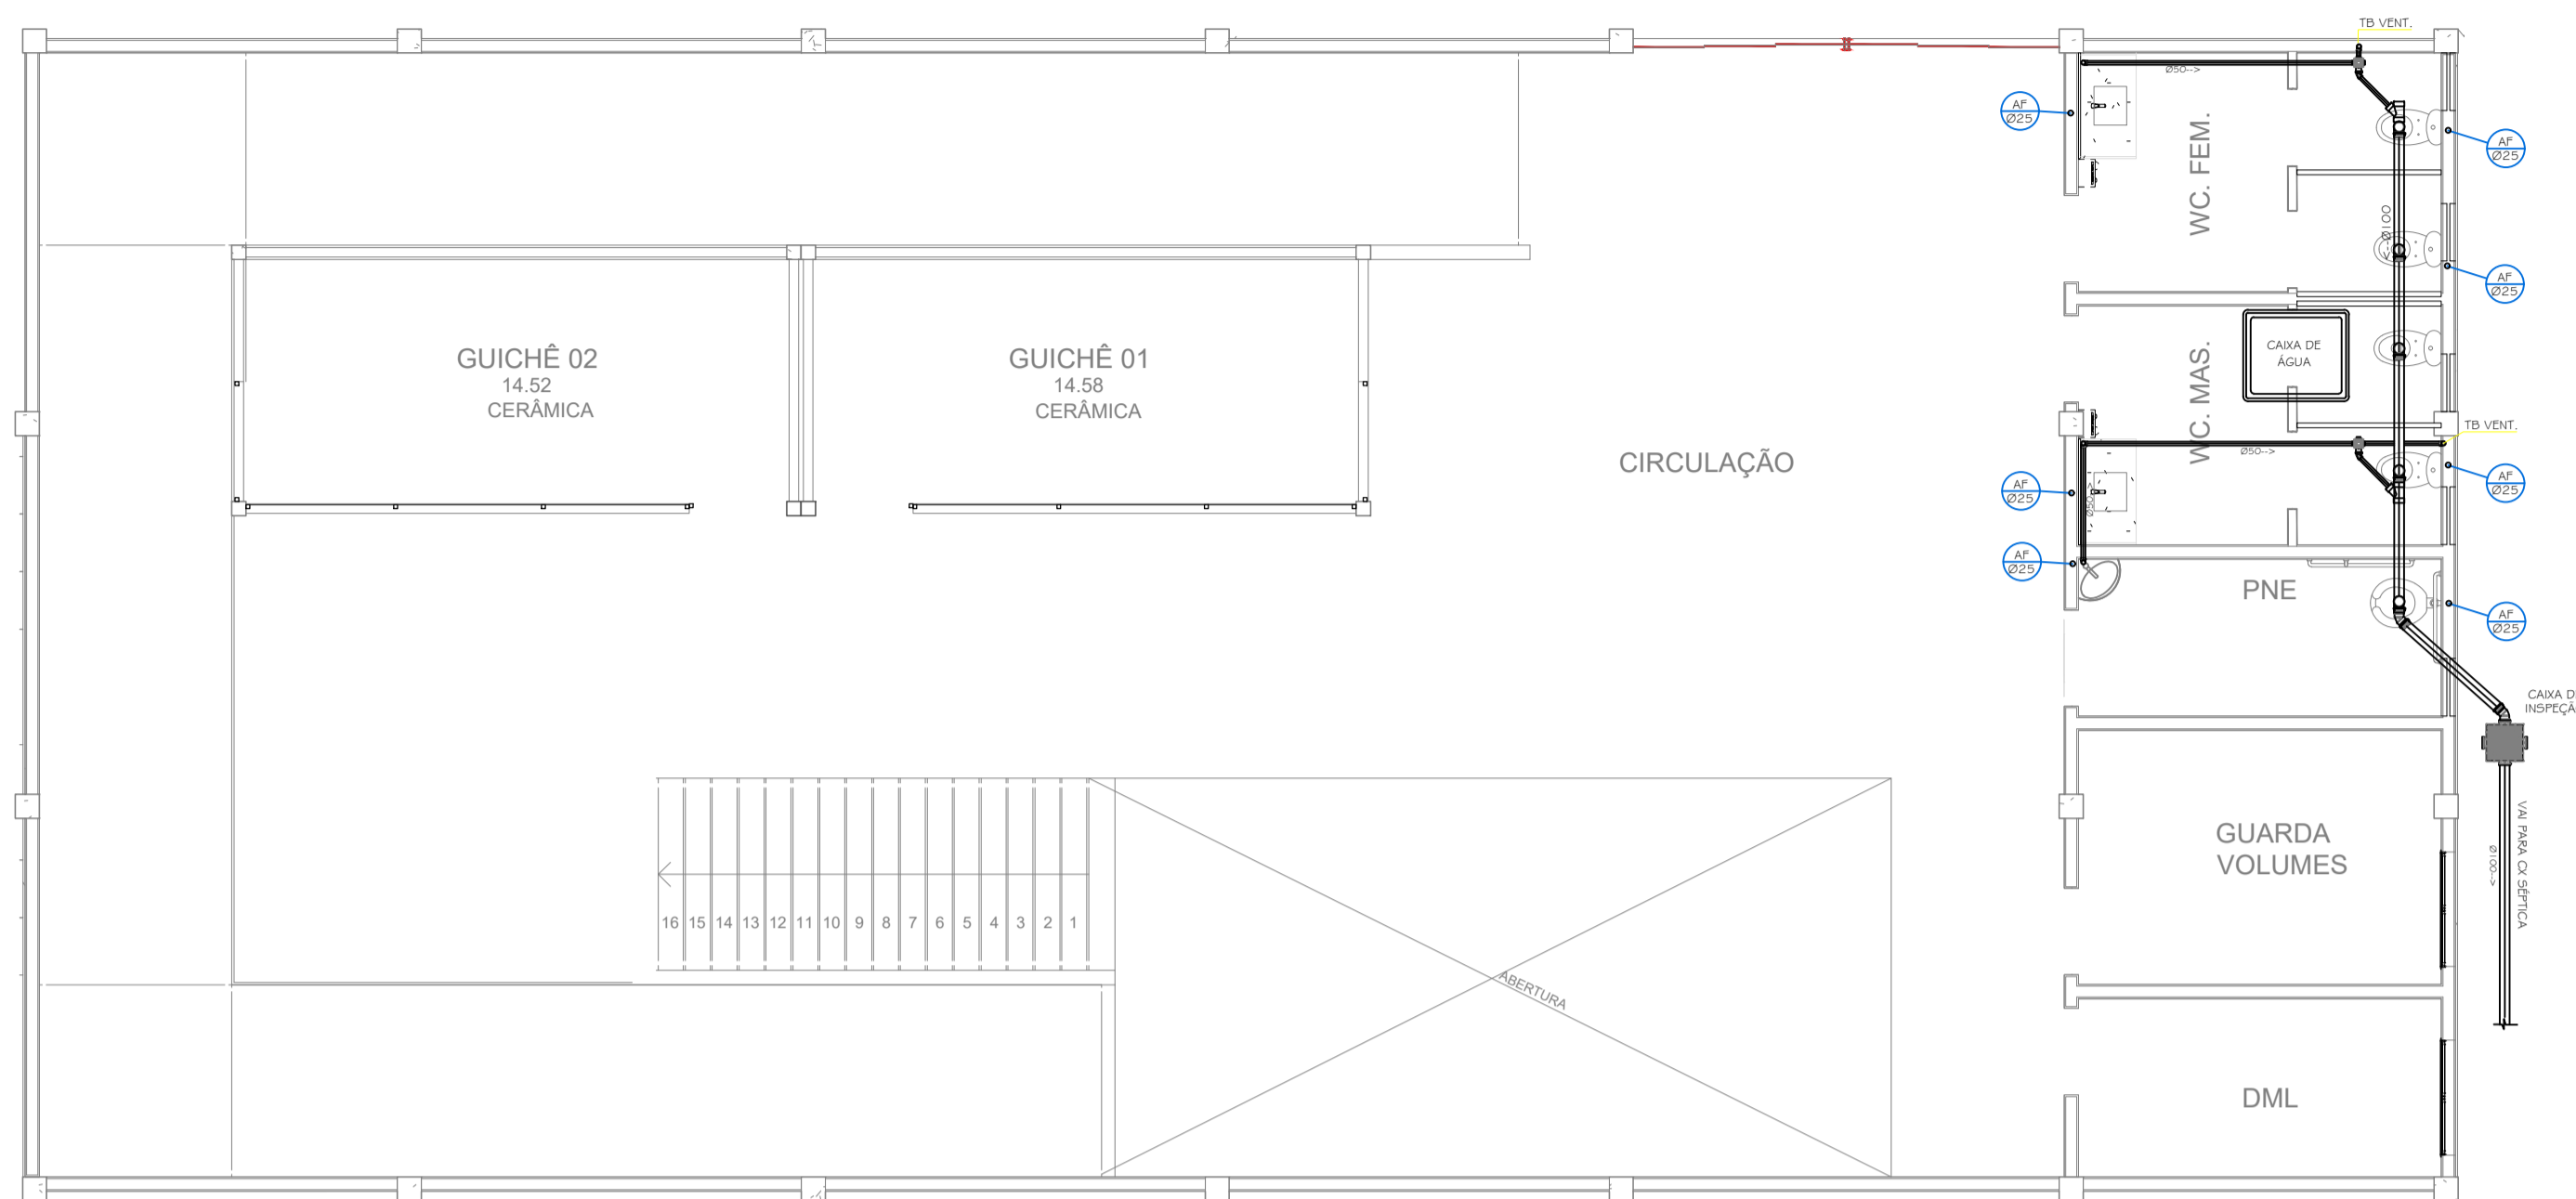 TB VENT.
Ø50-->
AF
Ø25
WC. FEM.
AF
Ø25
Ø100-->
AF
Ø25
GUICHÊ 02
14.52
CERÂMICA
GUICHÊ 01
14.58
CERÂMICA
CAIXA DE
ÁGUA
WC. MAS.
CIRCULAÇÃO
TB VENT.
Ø50-->
AF
Ø25
Ø50-->
AF
Ø25
AF
Ø25
PNE
AF
Ø25
CAIXA D
INSPEÇÃ
GUARDA
VOLUMES
VAI PARA CX SÉPTICA
Ø100-->
16 15 14 13 12 11 10 9 8 7 6 5 4 3 2 1
ABERTURA
DML